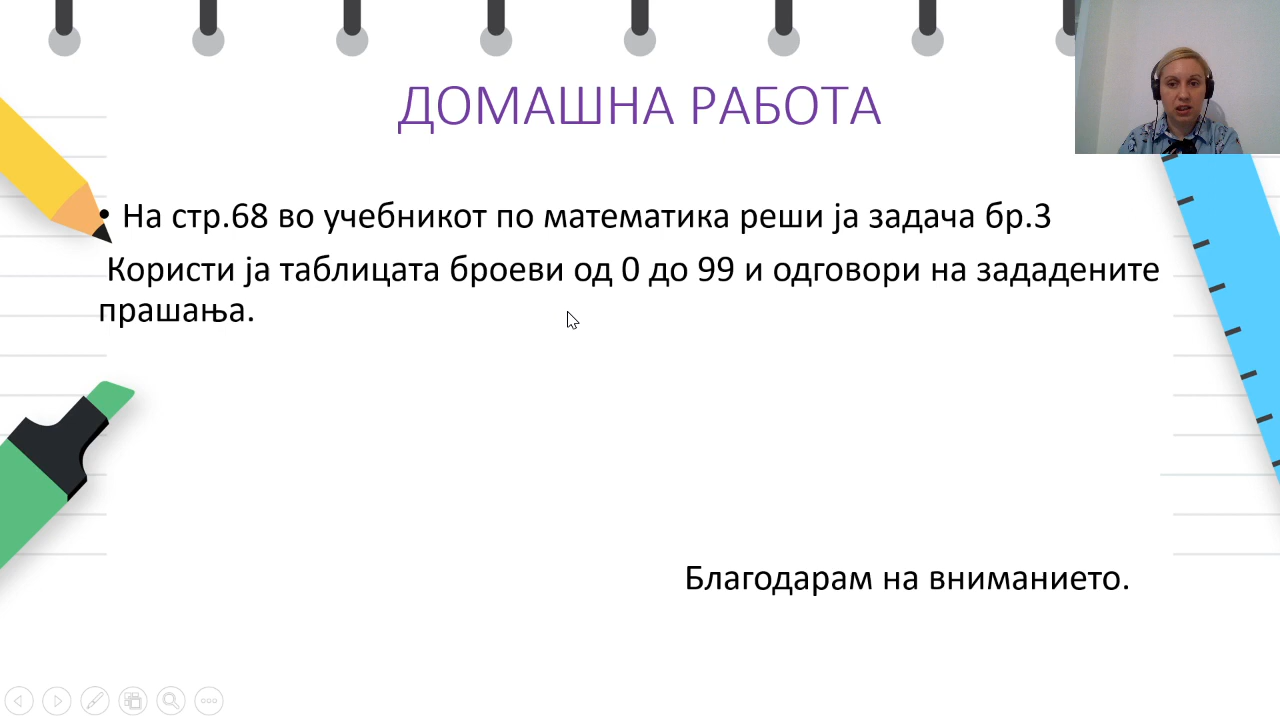 ДОМАШНА РАБОТА
• На стр.68 во учебникот по математика реши ја задача бр.3
Користи ја таблицата броеви од 0 до 99 и одговори на зададените
прашања.
Благодарам на вниманието.